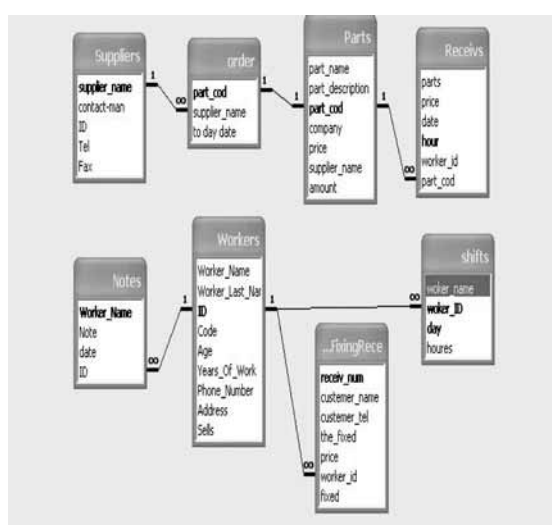 Suppliers
supplier_name
contact-man
ID
Tel
Fax
order
part_cod
supplier_name
to day date
Parts
part_name
part_description
part_cod
company
price
supplier_name
amount
Receivs
parts
price
date
hour
worker_id
part_cod
1
∞
1
1
1
∞
Notes
Worker_Name
Note
date
ID
Workers
Worker_Name
Worker_Last_Nar
ID
Code
Age
Years_Of_Work
Phone_Number
Address
Sells
shifts
woker_name
woker_ID
day
houres
...FixingRece
receiv_num
custemer_name
custemer_tel
the_fixed
price
worker_id
fixed
1
∞
1
∞
∞